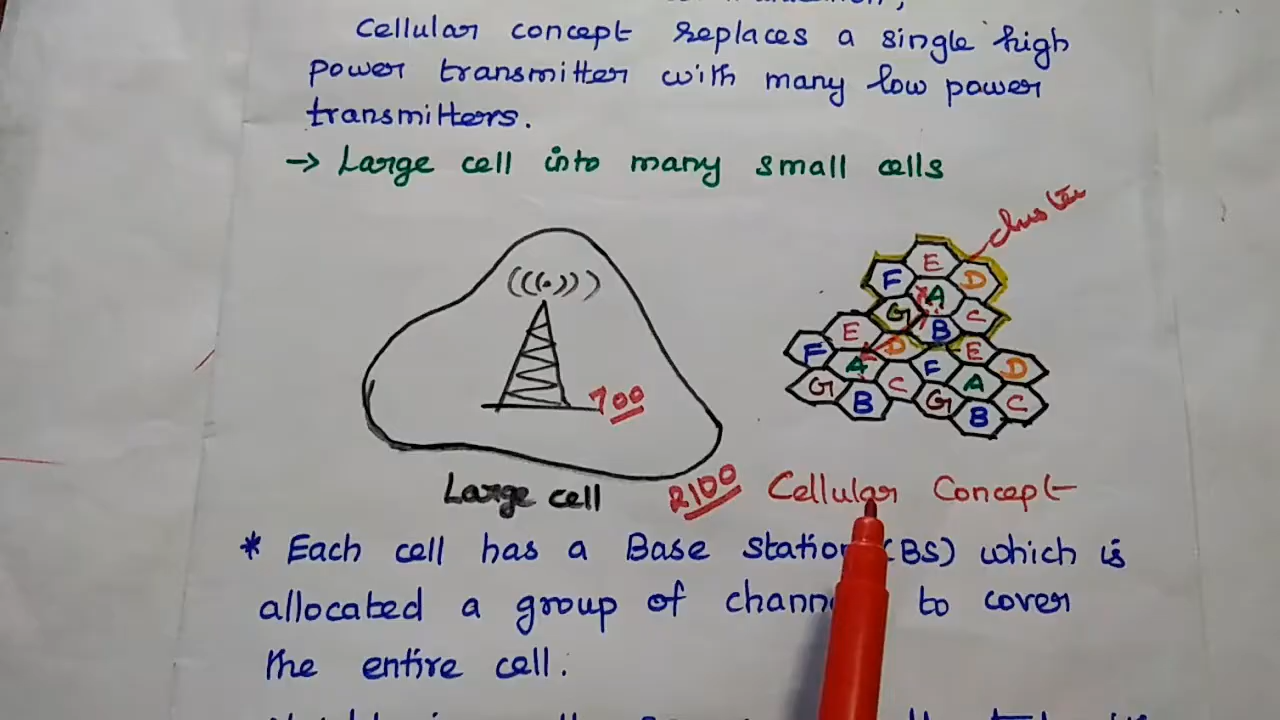 Cellular concept replaces a single high
power transmitter with many low power
transmitters.
→ Large cell into many small cells
cluster
E
F D
A
G C
B
E D E
F A F D
C A
G B G C
B
700
Large cell
2100
Cellular Concept
* Each cell has a Base Station (BS) which is
allocated a group of to cover
the entire cell.